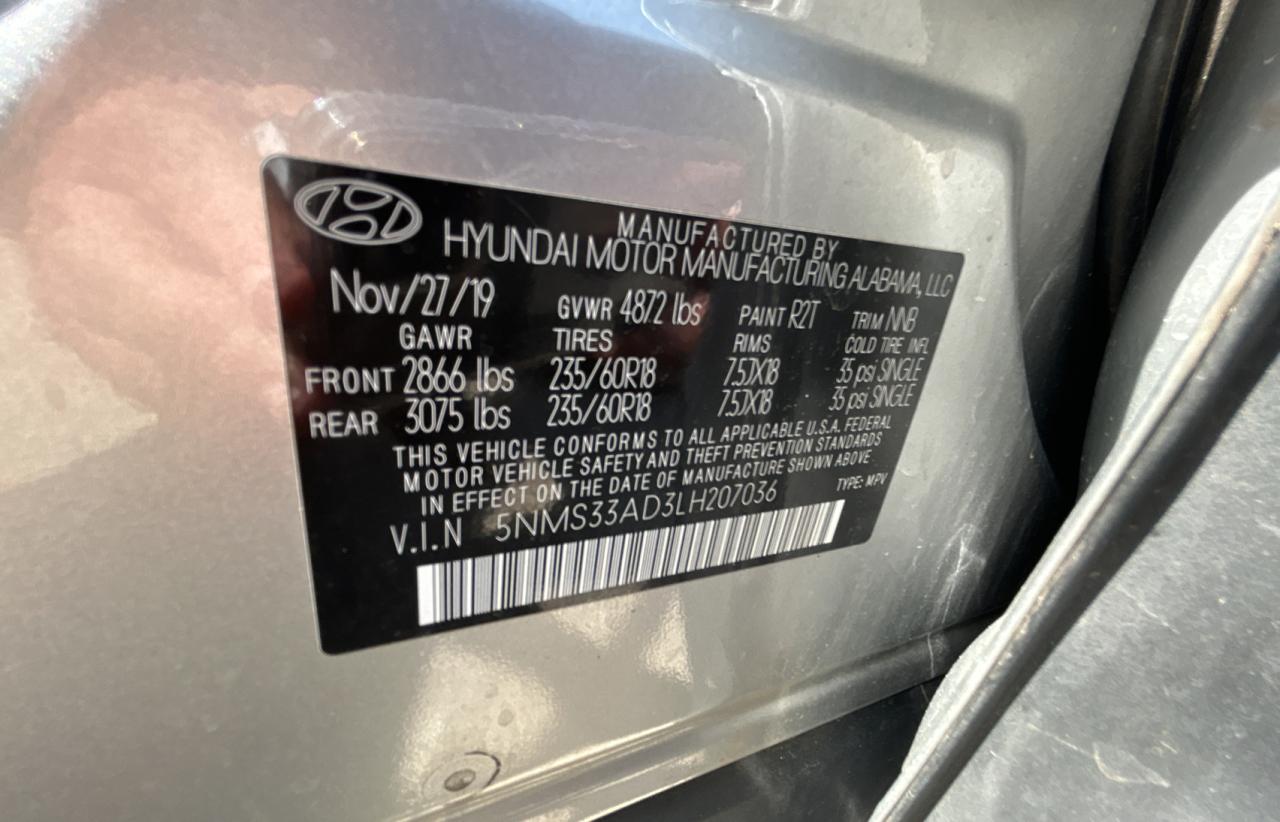 MANUFACTURED BY
HYUNDAI MOTOR MANUFACTURING ALABAMA, LLC
Nov/27/19 GVWR 4872 lbs PAINT R2T TRIM NNB
GAWR TIRES RIMS COLD TIRE INFL
FRONT 2866 lbs 235/60R18 7.5JX18 35 psi SINGLE
REAR 3075 lbs 235/60R18 7.5JX18 35 psi SINGLE
THIS VEHICLE CONFORMS TO ALL APPLICABLE U.S.A. FEDERAL
MOTOR VEHICLE SAFETY AND THEFT PREVENTION STANDARDS
IN EFFECT ON THE DATE OF MANUFACTURE SHOWN ABOVE
V.I.N 5NMS33AD3LH207036 TYPE: MPV